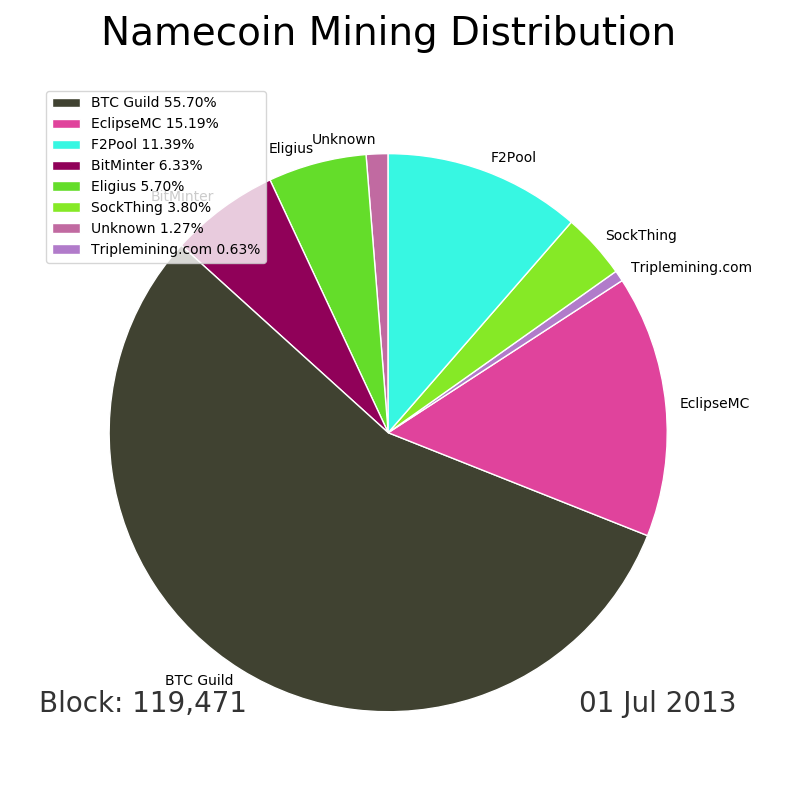 Namecoin Mining Distribution
BTC Guild 55.70%
EclipseMC 15.19%
F2Pool 11.39%
BitMinter 6.33%
Eligius 5.70%
SockThing 3.80%
Unknown 1.27%
Triplemining.com 0.63%
Unknown
Eligius
BitMinter
F2Pool
SockThing
Triplemining.com
EclipseMC
BTC Guild
Block: 119,471
01 Jul 2013